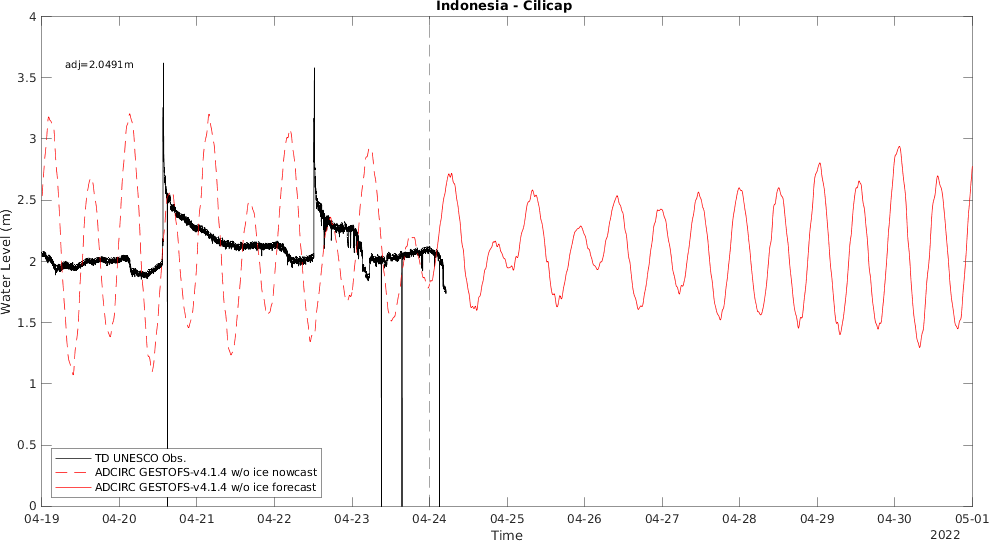 Indonesia - Cilicap
adj=2.0491m
4
3.5
3
2.5
2
1.5
1
0.5
0
Water Level (m)
TD UNESCO Obs.
ADCIRC GESTOFS-v4.1.4 w/o ice nowcast
ADCIRC GESTOFS-v4.1.4 w/o ice forecast
04-19 04-20 04-21 04-22 04-23 04-24 04-25 04-26 04-27 04-28 04-29 04-30 05-01
Time
2022